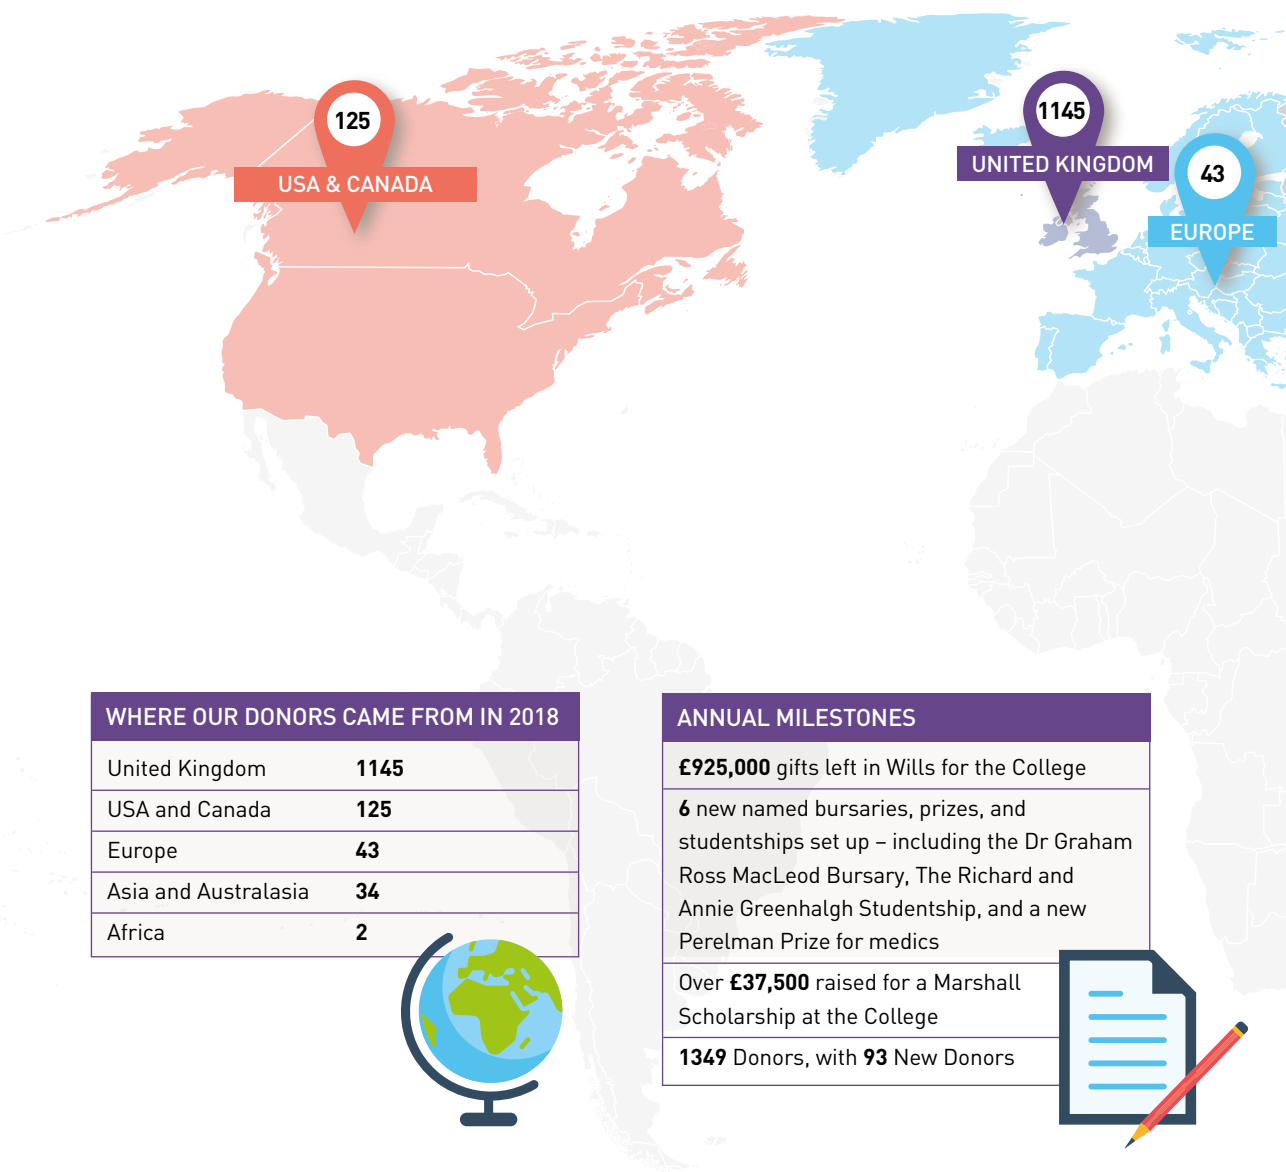 125
USA & CANADA
1145
UNITED KINGDOM
43
EUROPE
WHERE OUR DONORS CAME FROM IN 2018
United Kingdom 1145
USA and Canada 125
Europe 43
Asia and Australasia 34
Africa 2
ANNUAL MILESTONES
£925,000 gifts left in Wills for the College
6 new named bursaries, prizes, and
studentships set up – including the Dr Graham
Ross MacLeod Bursary, The Richard and
Annie Greenhalgh Studentship, and a new
Perelman Prize for medics
Over £37,500 raised for a Marshall
Scholarship at the College
1349 Donors, with 93 New Donors